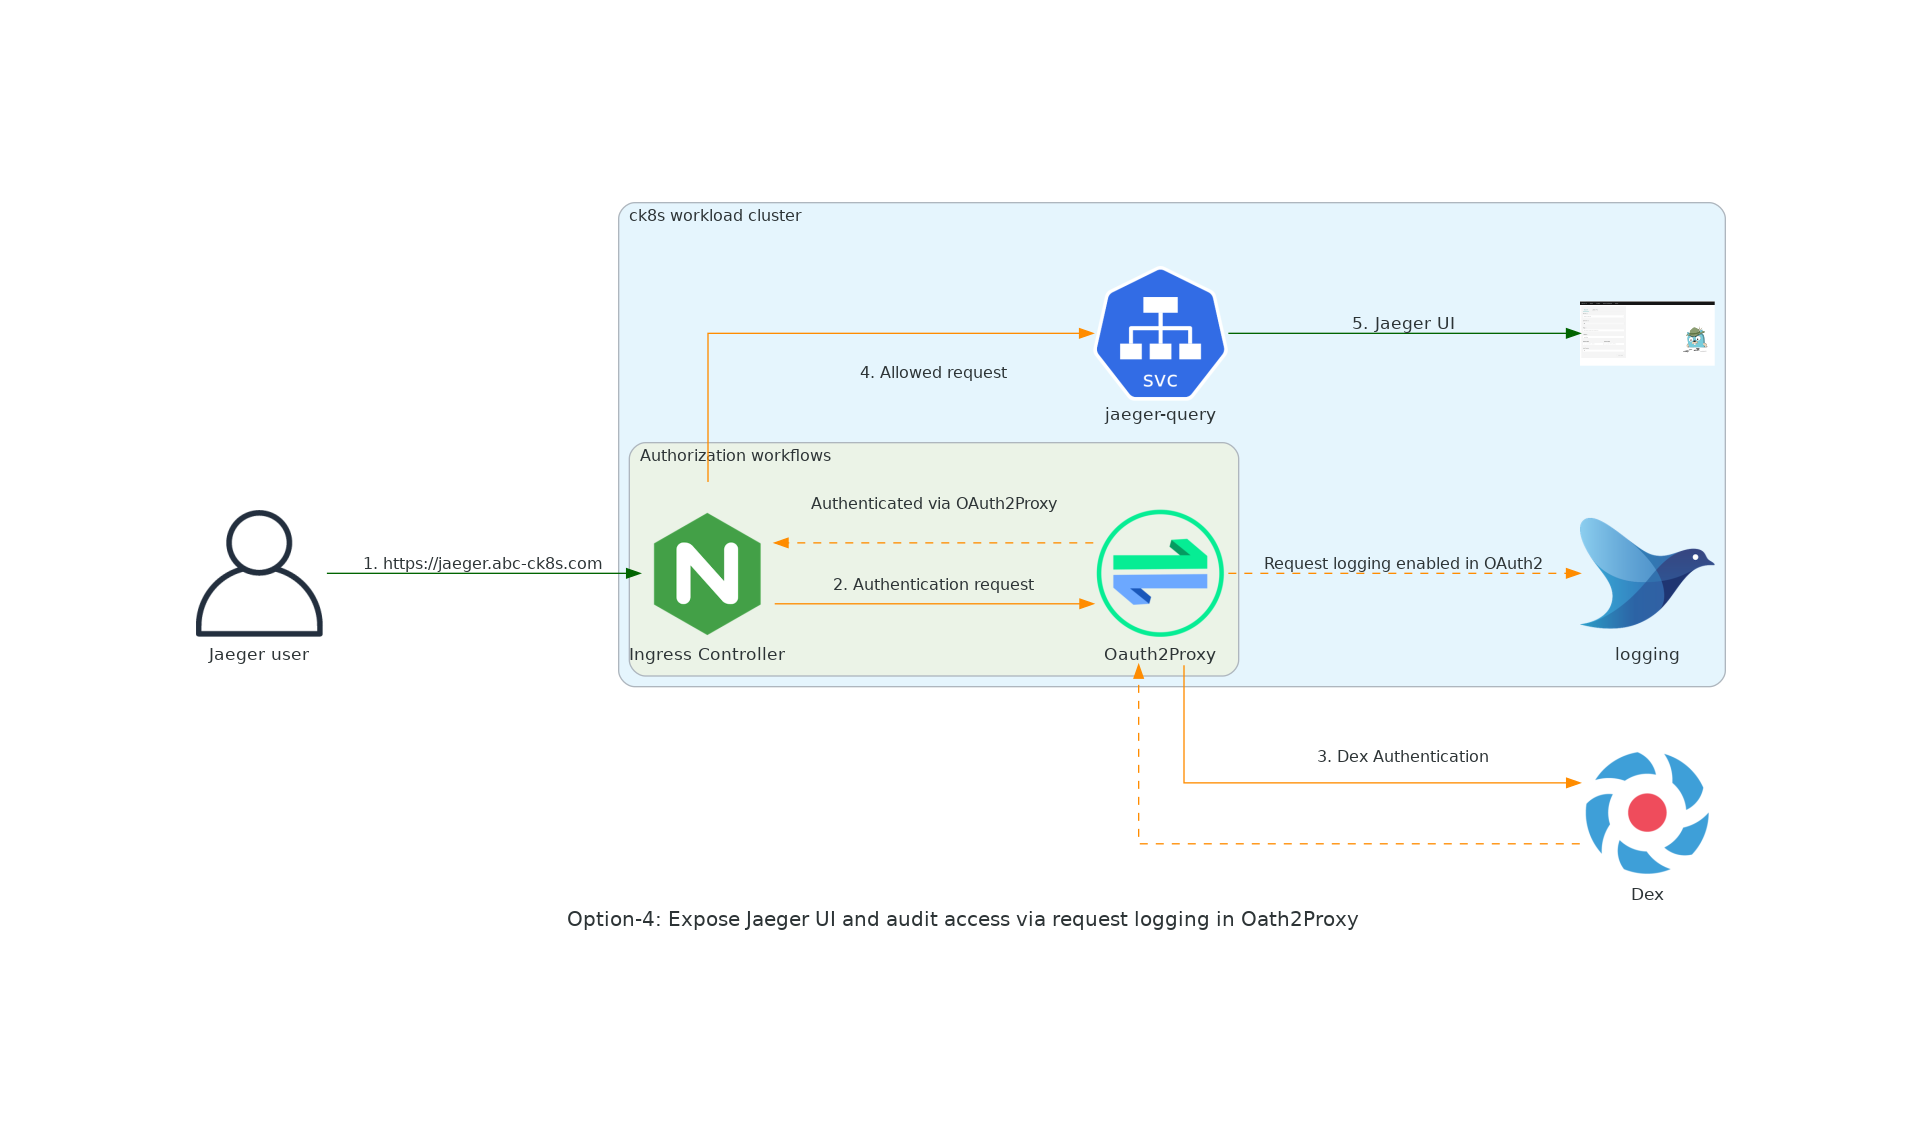 ck8s workload cluster
svc
jaeger-query
5. Jaeger UI
4. Allowed request
Authorization workflows
Authenticated via OAuth2Proxy
1. https://jaeger.abc-ck8s.com
2. Authentication request
Request logging enabled in OAuth2
Jaeger user
Ingress Controller
Oauth2Proxy
logging
3. Dex Authentication
Dex
Option-4: Expose Jaeger UI and audit access via request logging in Oath2Proxy